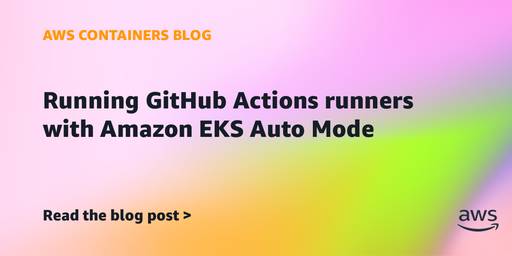 AWS CONTAINERS BLOG
Running GitHub Actions runners
with Amazon EKS Auto Mode
Read the blog post >
aws